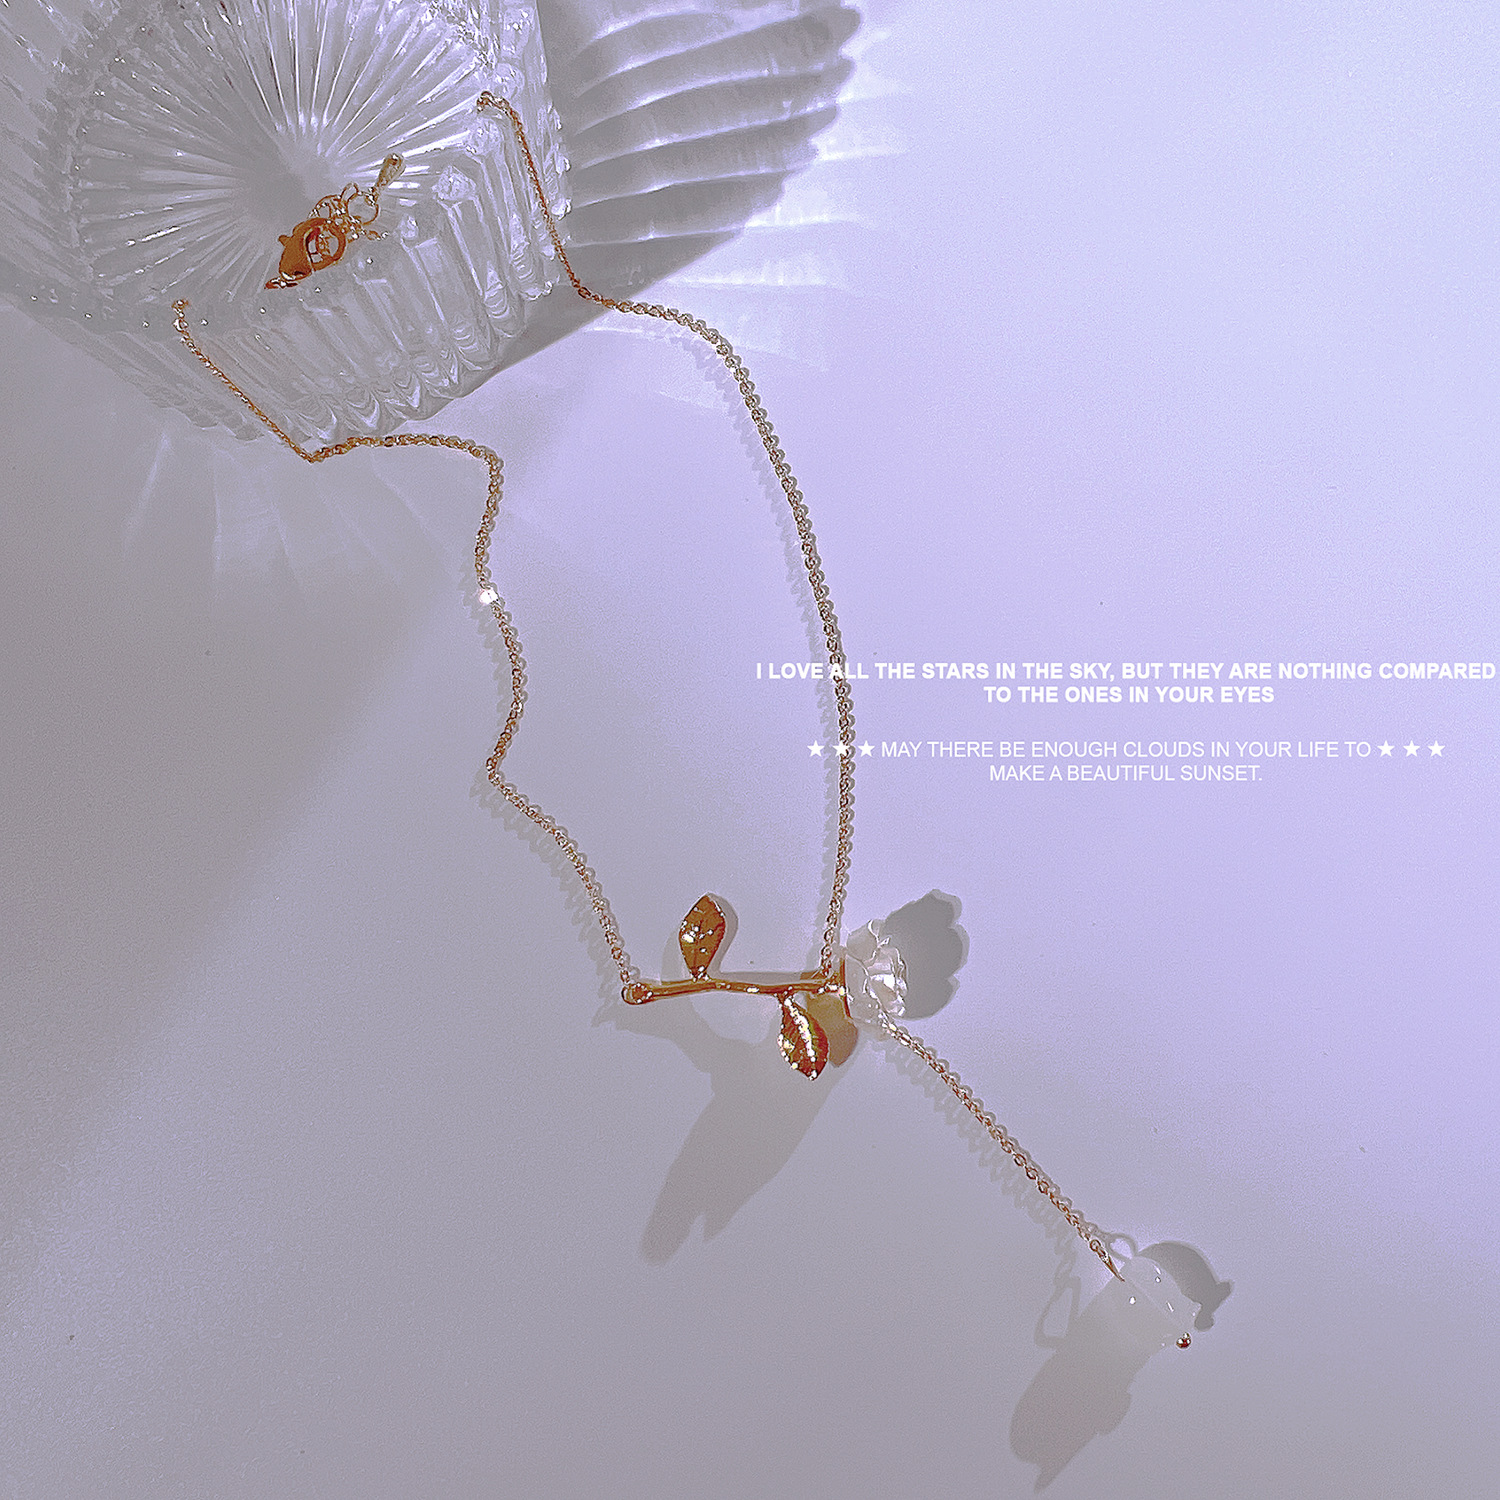 I LOVE ALL THE STARS IN THE SKY, BUT THEY ARE NOTHING COMPARED
TO THE ONES IN YOUR EYES
★ ★ ★ MAY THERE BE ENOUGH CLOUDS IN YOUR LIFE TO ★ ★ ★
MAKE A BEAUTIFUL SUNSET.